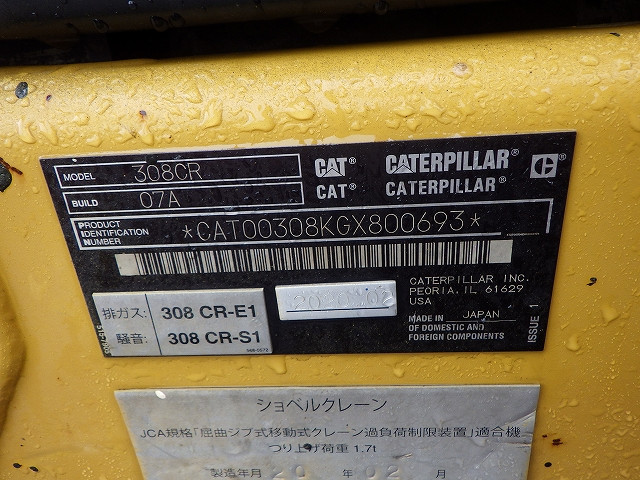 MODEL 308CR CAT® CATERPILLAR® C®
BUILD 07A CAT® CATERPILLAR®
PRODUCT IDENTIFICATION NUMBER *CAT00308KGX800693*
CATERPILLAR INC.
PEORIA, IL 61629
USA
排ガス: 308 CR-E1
騒音: 308 CR-S1
2020Y02
MADE IN JAPAN
OF DOMESTIC AND
FOREIGN COMPONENTS
ISSUE 1
ショベルクレーン
JCA規格「屈曲ジブ式移動式クレーン過負荷制限装置」適合機
つり上げ荷重 1.7t
製造年月 20 年 02 月